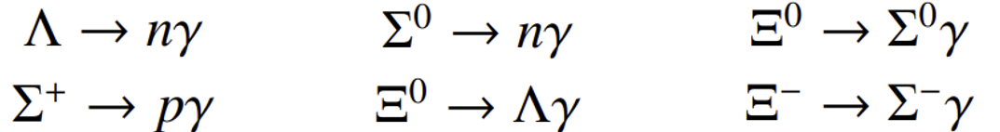 Λ → nγ Σ⁰ → nγ Ξ⁰ → Σ⁰γ
Σ⁺ → pγ Ξ⁰ → Λγ Ξ⁻ → Σ⁻γ